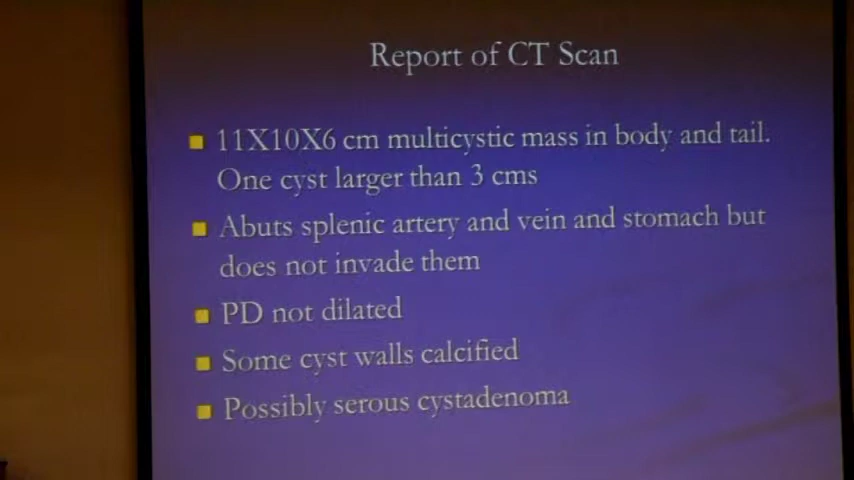 Report of CT Scan
11X10X6 cm multicystic mass in body and tail.
One cyst larger than 3 cms
Abuts splenic artery and vein and stomach but
does not invade them
PD not dilated
Some cyst walls calcified
Possibly serous cystadenoma